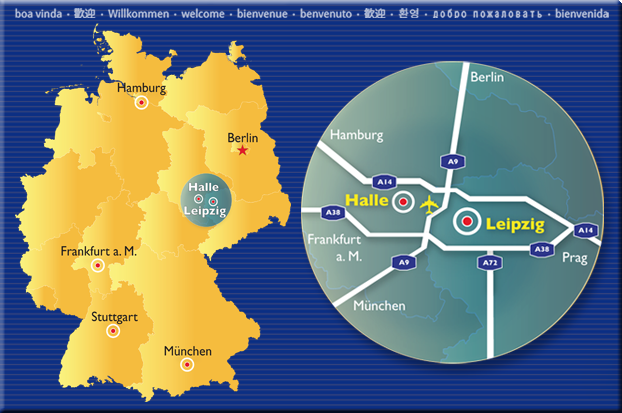 boa vinda · 歡迎 · Willkommen · welcome · bienvenue · benvenuto · 歡迎 · 환영 · добро пожаловать · bienvenida
Hamburg
Berlin
Halle
Leipzig
Frankfurt a. M.
Stuttgart
München
Berlin
Hamburg
A9
A14
Halle
A38
Leipzig
Frankfurt
a. M.
A14
A38
A9
A72
Prag
München